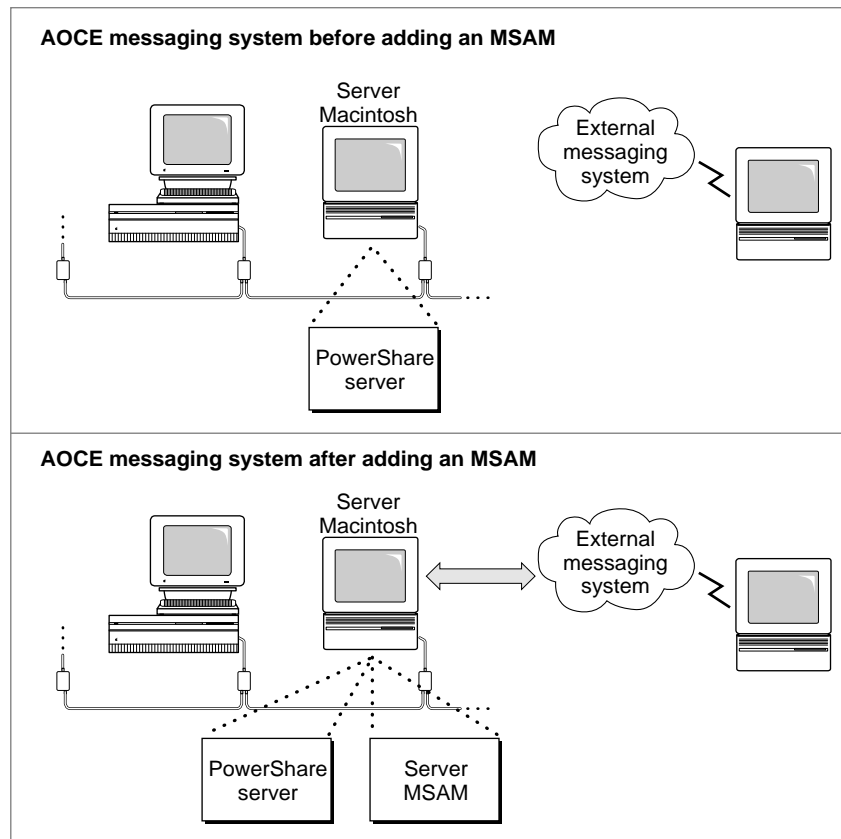 AOCE messaging system before adding an MSAM
Server
Macintosh
External
messaging
system
PowerShare
server
AOCE messaging system after adding an MSAM
Server
Macintosh
External
messaging
system
PowerShare
server
Server
MSAM